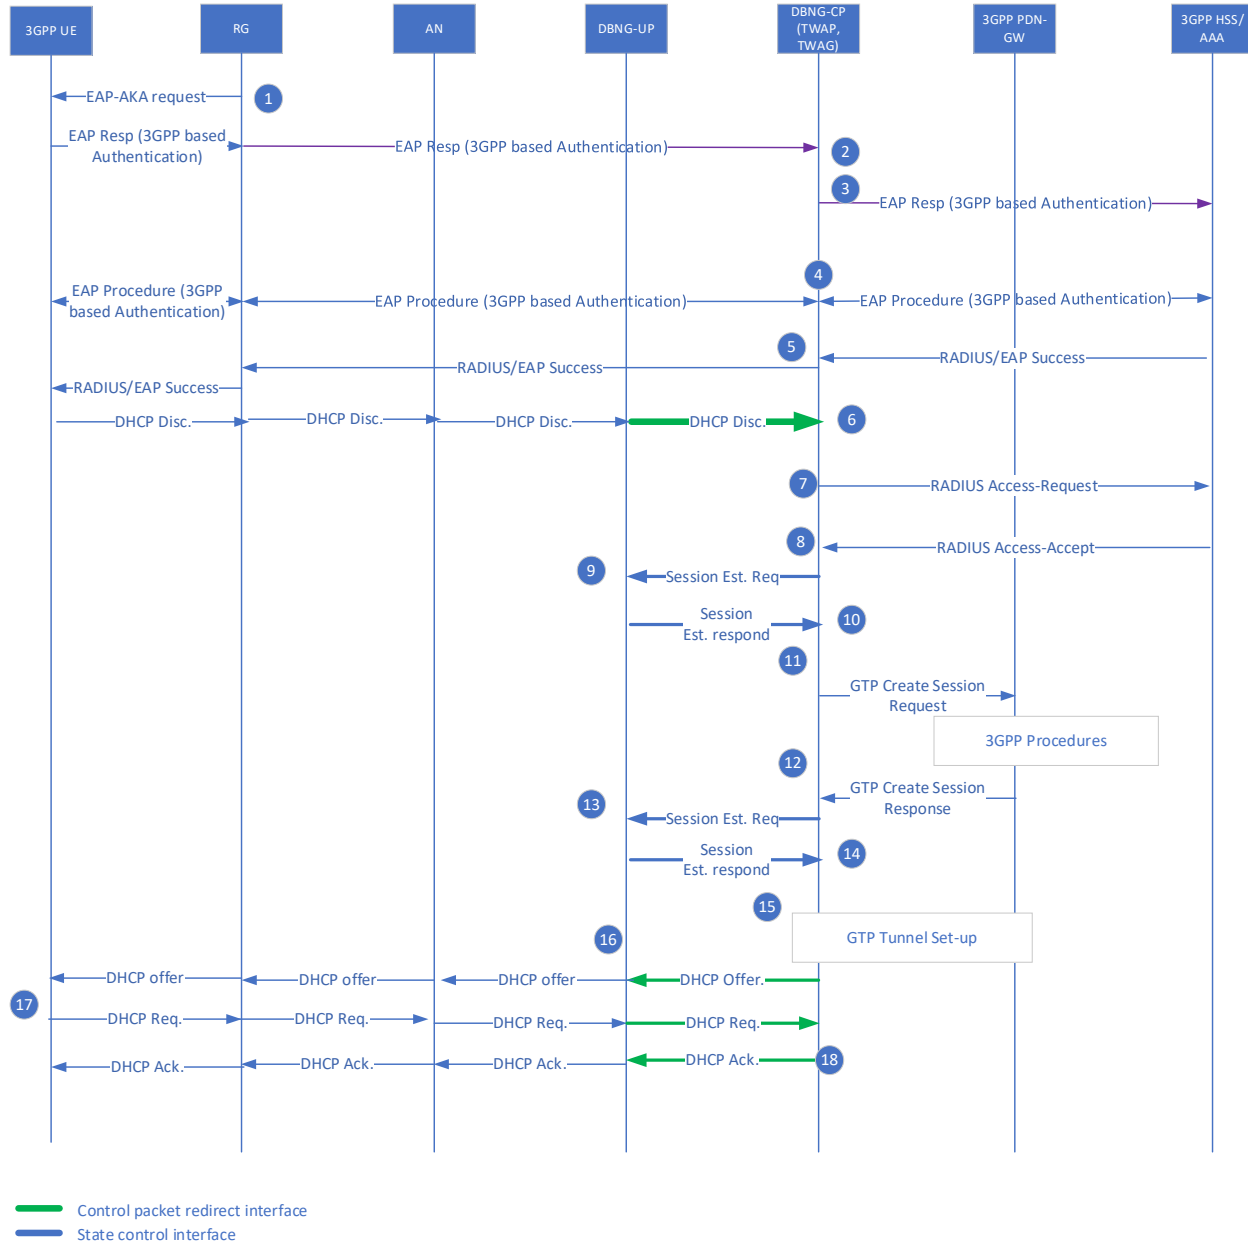 3GPP UE
RG
AN
DBNG-UP
DBNG-CP
(TWAP,
TWAG)
3GPP PDN-
GW
3GPP HSS/
AAA
EAP-AKA request
1
EAP Resp (3GPP based
Authentication)
EAP Resp (3GPP based Authentication)
2
3
EAP Resp (3GPP based Authentication)
4
EAP Procedure (3GPP
based Authentication)
EAP Procedure (3GPP based Authentication)
EAP Procedure (3GPP based Authentication)
5
RADIUS/EAP Success
RADIUS/EAP Success
RADIUS/EAP Success
DHCP Disc.
DHCP Disc.
DHCP Disc.
DHCP Disc.
6
7
RADIUS Access-Request
8
RADIUS Access-Accept
9
Session Est. Req
Session
Est. respond
10
11
GTP Create Session
Request
3GPP Procedures
12
GTP Create Session
Response
13
Session Est. Req
Session
Est. respond
14
15
GTP Tunnel Set-up
16
DHCP offer
DHCP offer
DHCP offer
DHCP Offer.
17
DHCP Req.
DHCP Req.
DHCP Req.
DHCP Req.
DHCP Ack.
DHCP Ack.
DHCP Ack.
DHCP Ack.
18
Control packet redirect interface
State control interface